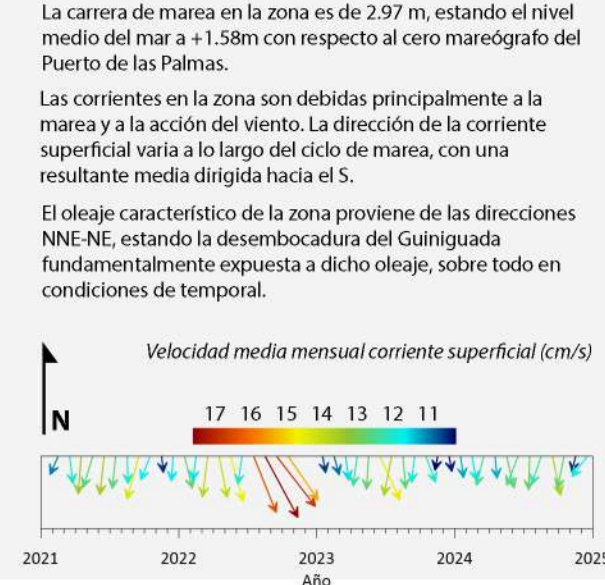 La carrera de marea en la zona es de 2.97 m, estando el nivel
medio del mar a +1.58m con respecto al cero mareógrafo del
Puerto de las Palmas.
Las corrientes en la zona son debidas principalmente a la
marea y a la acción del viento. La dirección de la corriente
superficial varia a lo largo del ciclo de marea, con una
resultante media dirigida hacia el S.
El oleaje característico de la zona proviene de las direcciones
NNE-NE, estando la desembocadura del Guiniguada
fundamentalmente expuesta a dicho oleaje, sobre todo en
condiciones de temporal.
Velocidad media mensual corriente superficial (cm/s)
N
17 16 15 14 13 12 11
2021 2022 2023 2024 2025
Año